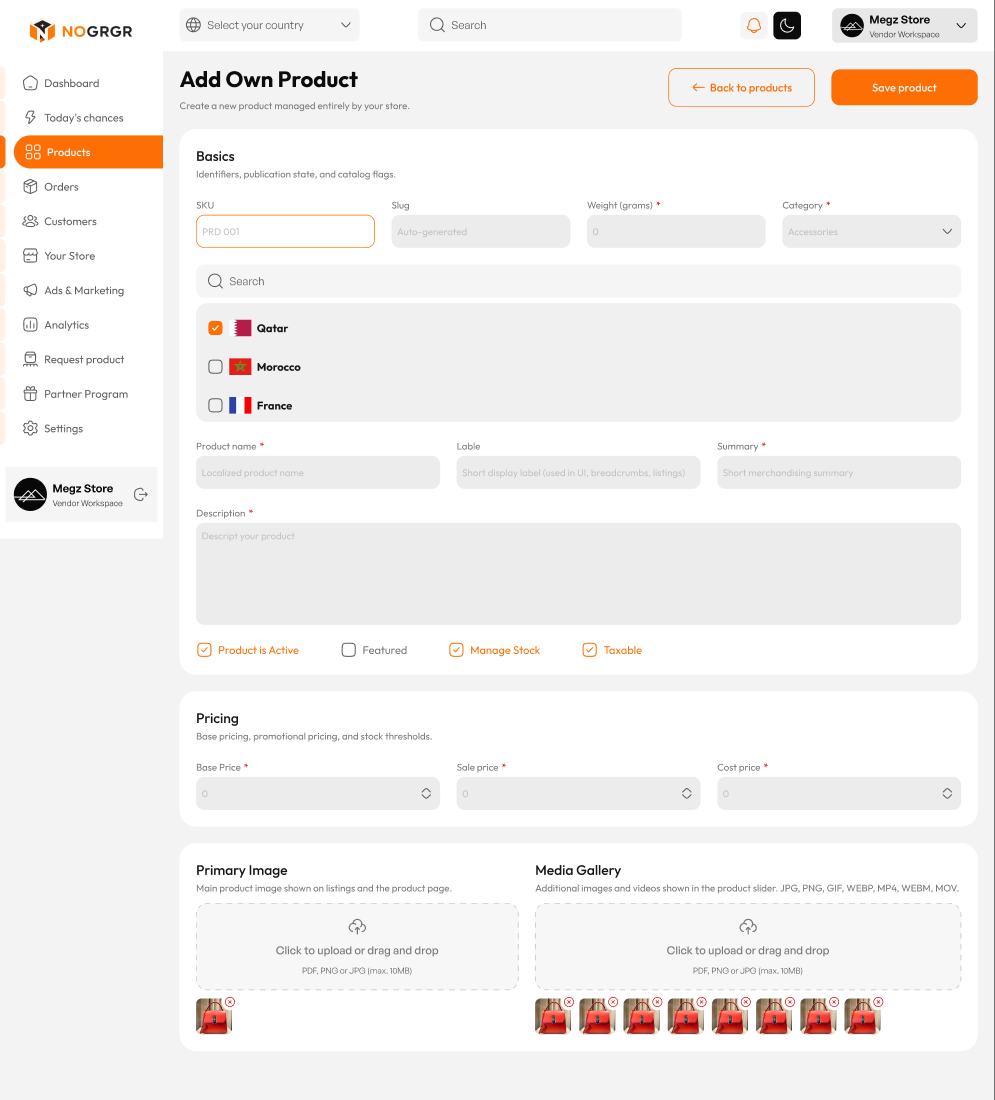 NOGRGR
Select your country
Search
Megz Store
Vendor Workspace
Dashboard
Today's chances
Products
Orders
Customers
Your Store
Ads & Marketing
Analytics
Request product
Partner Program
Settings
Megz Store
Vendor Workspace
Add Own Product
Create a new product managed entirely by your store.
Back to products
Save product
Basics
Identifiers, publication state, and catalog flags.
SKU
Slug
Weight (grams) *
Category *
PRD 001
Auto-generated
0
Accessories
Search
Qatar
Morocco
France
Product name *
Lable
Summary *
Localized product name
Short display label (used in UI, breadcrumbs, listings)
Short merchandising summary
Description *
Descript your product
Product is Active
Featured
Manage Stock
Taxable
Pricing
Base pricing, promotional pricing, and stock thresholds.
Base Price *
Sale price *
Cost price *
0
0
0
Primary Image
Main product image shown on listings and the product page.
Click to upload or drag and drop
PDF, PNG or JPG (max. 10MB)
Media Gallery
Additional images and videos shown in the product slider. JPG, PNG, GIF, WEBP, MP4, WEBM, MOV.
Click to upload or drag and drop
PDF, PNG or JPG (max. 10MB)